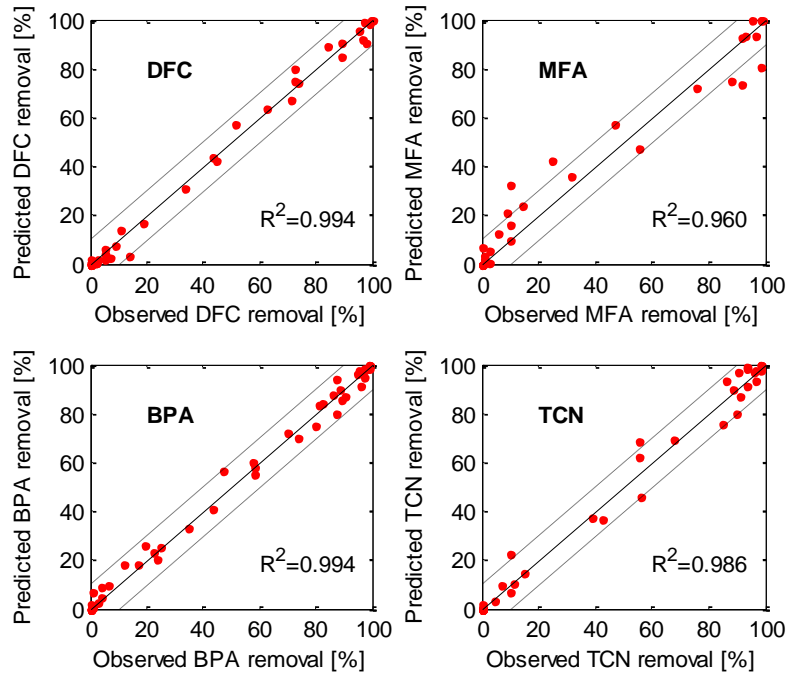 Predicted DFC removal [%]
100
80
60
40
20
0
DFC
R²=0.994
0 20 40 60 80 100
Observed DFC removal [%]
Predicted MFA removal [%]
100
80
60
40
20
0
MFA
R²=0.960
0 20 40 60 80 100
Observed MFA removal [%]
Predicted BPA removal [%]
100
80
60
40
20
0
BPA
R²=0.994
0 20 40 60 80 100
Observed BPA removal [%]
Predicted TCN removal [%]
100
80
60
40
20
0
TCN
R²=0.986
0 20 40 60 80 100
Observed TCN removal [%]